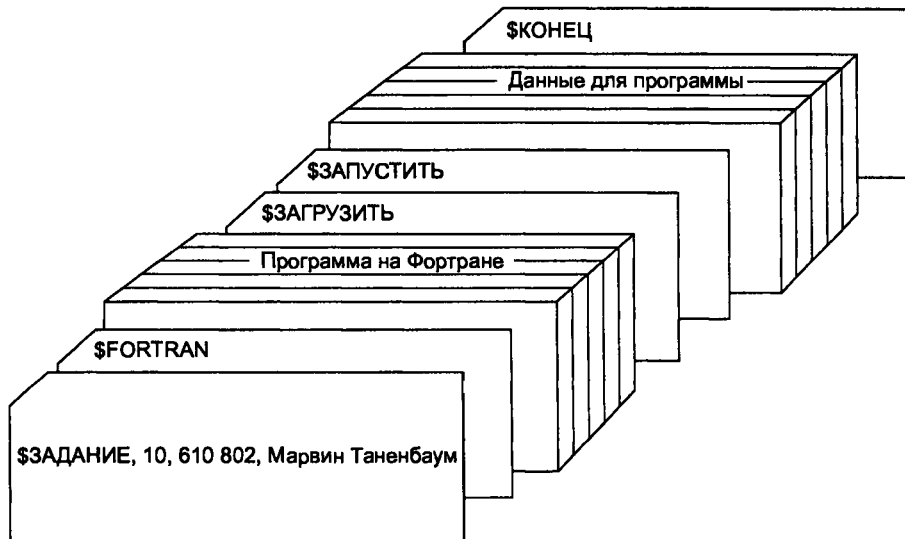 $КОНЕЦ
Данные для программы
$ЗАПУСТИТЬ
$ЗАГРУЗИТЬ
Программа на Фортране
$FORTRAN
$ЗАДАНИЕ, 10, 610 802, Марвин Таненбаум